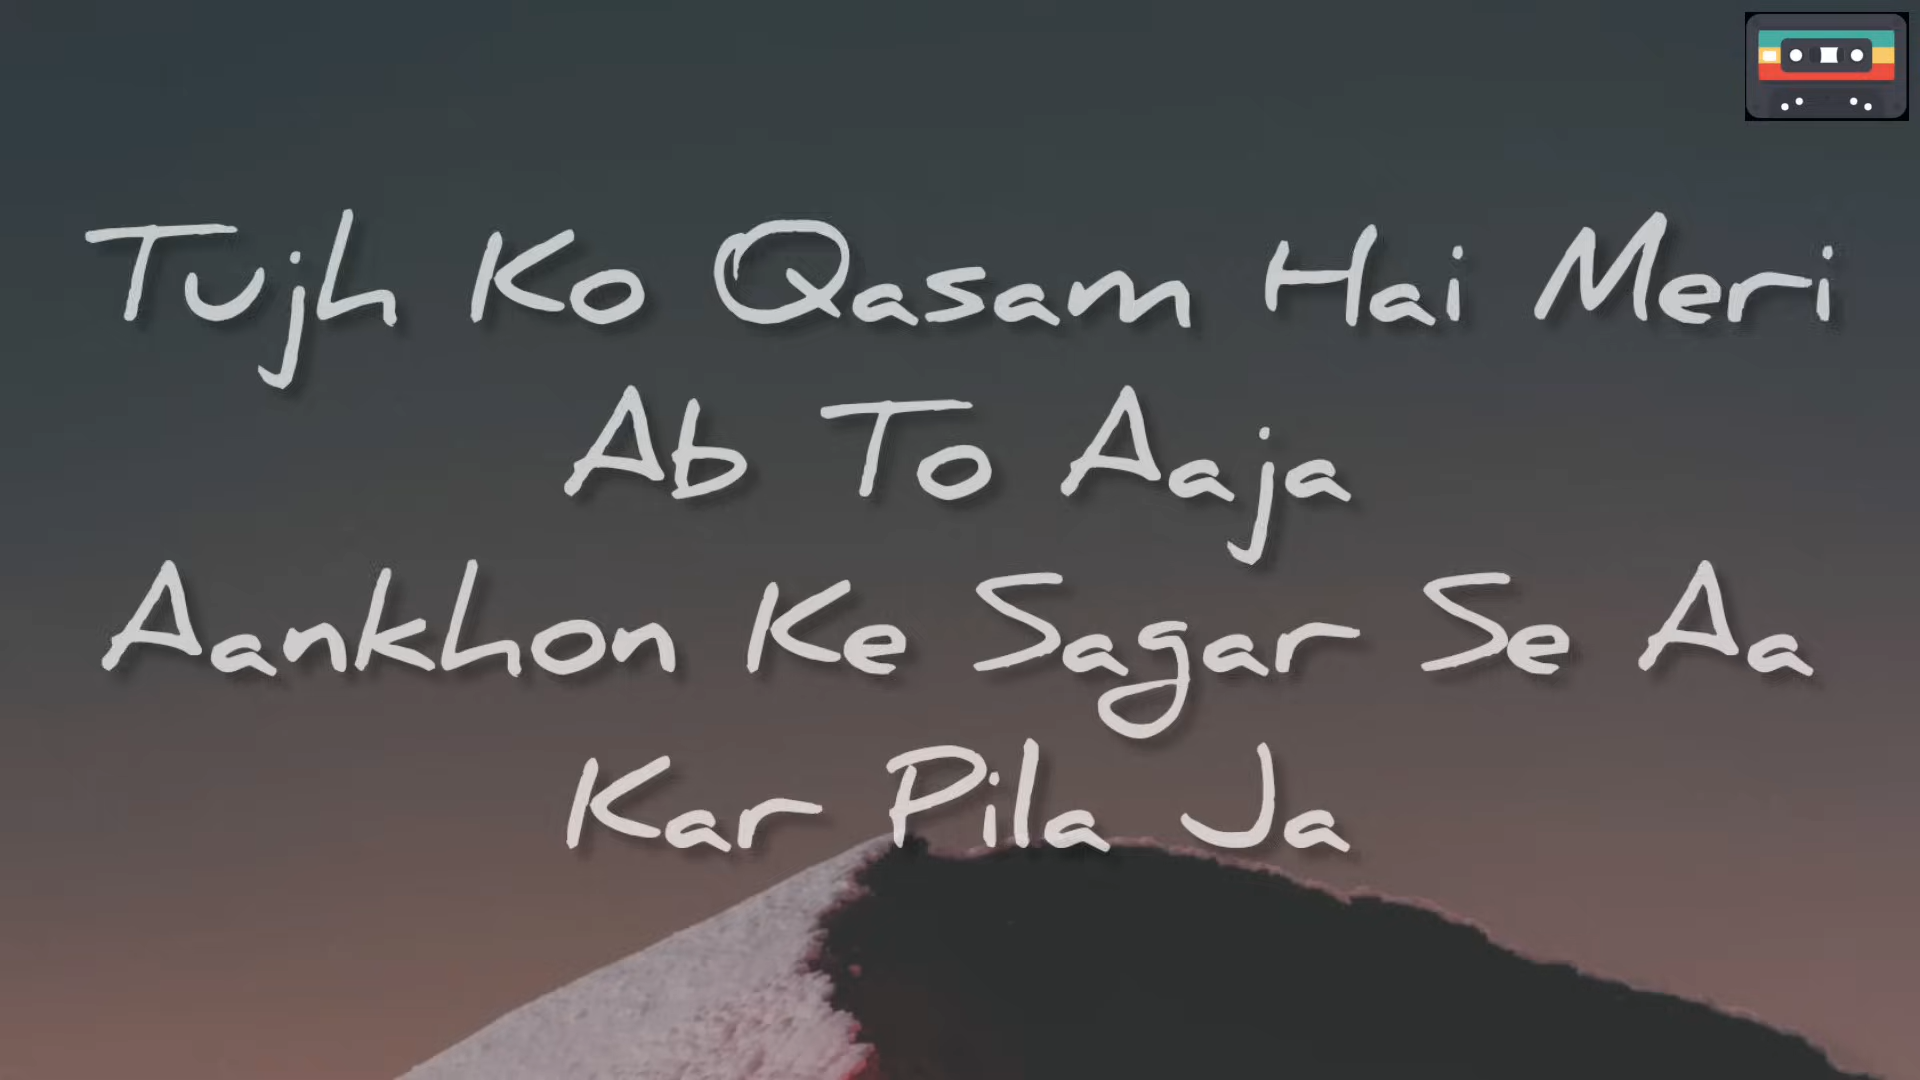 Tujh Ko Qasam Hai Meri
Ab To Aaja
Aankhon Ke Sagar Se Aa
Kar Pila Ja